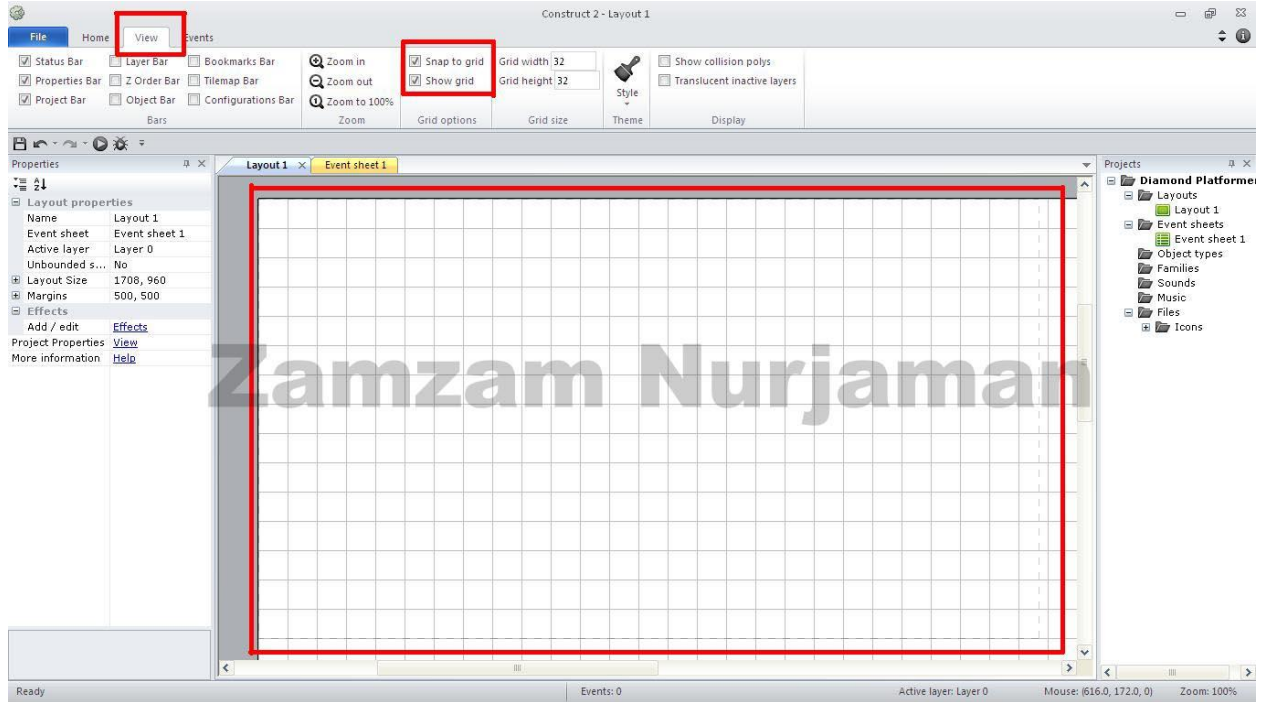 Construct 2 - Layout 1
File Home View Events
Status Bar Layer Bar Bookmarks Bar Zoom in Snap to grid Grid width 32 Show collision polys
Properties Bar Z Order Bar Tilemap Bar Zoom out Show grid Grid height 32 Translucent inactive layers
Project Bar Object Bar Configurations Bar Zoom to 100% Style
Bars Zoom Grid options Grid size Theme Display
Properties Layout 1 Event sheet 1 Projects
Layout properties
Name Layout 1
Event sheet Event sheet 1
Active layer Layer 0
Unbounded s... No
Layout Size 1708, 960
Margins 500, 500
Effects
Add / edit Effects
Project Properties View
More information Help
Diamond Platformer
Layouts
Layout 1
Event sheets
Event sheet 1
Object types
Families
Sounds
Music
Files
Icons
Zamzam Nurjaman
Ready Events: 0 Active layer: Layer 0 Mouse: (616.0, 172.0, 0) Zoom: 100%